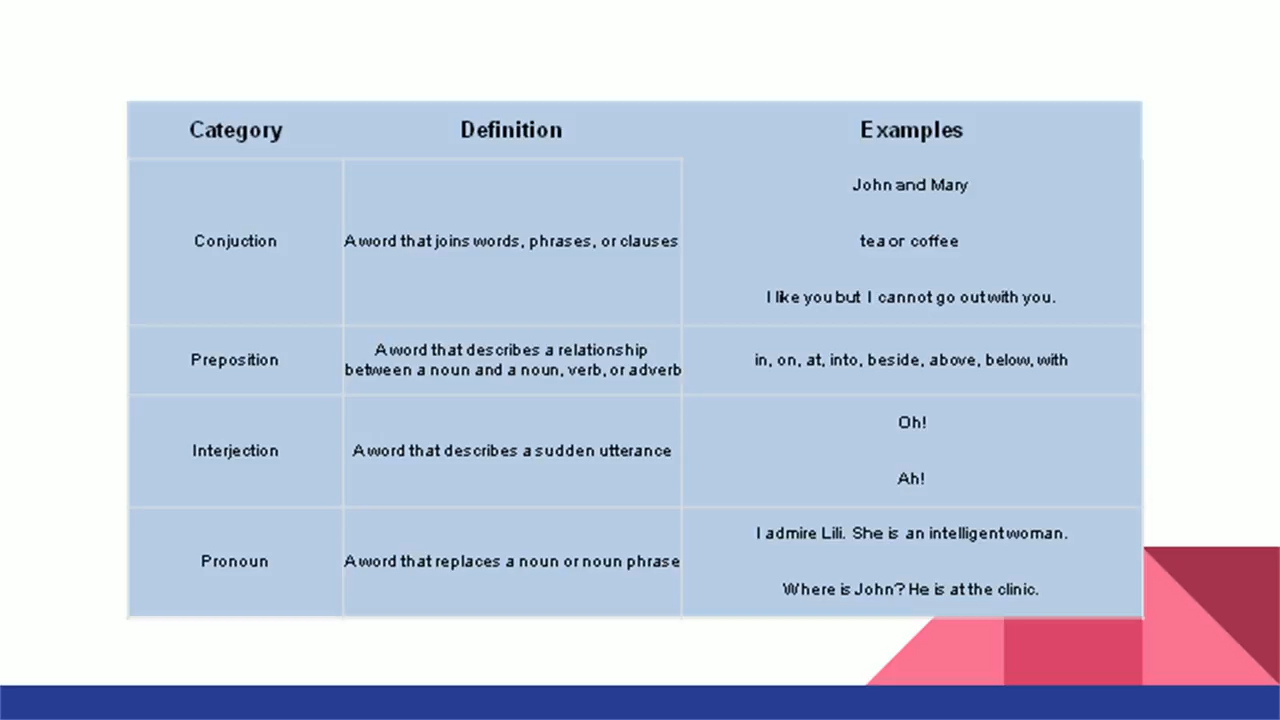 Category Definition Examples
Conjuction
A word that joins words, phrases, or clauses
John and Mary
tea or coffee
I like you but I cannot go out with you.
Preposition
A word that describes a relationship
between a noun and a noun, verb, or adverb
in, on, at, into, beside, above, below, with
Interjection
A word that describes a sudden utterance
Oh!
Ah!
Pronoun
A word that replaces a noun or noun phrase
I admire Lili. She is an intelligent woman.
Where is John? He is at the clinic.